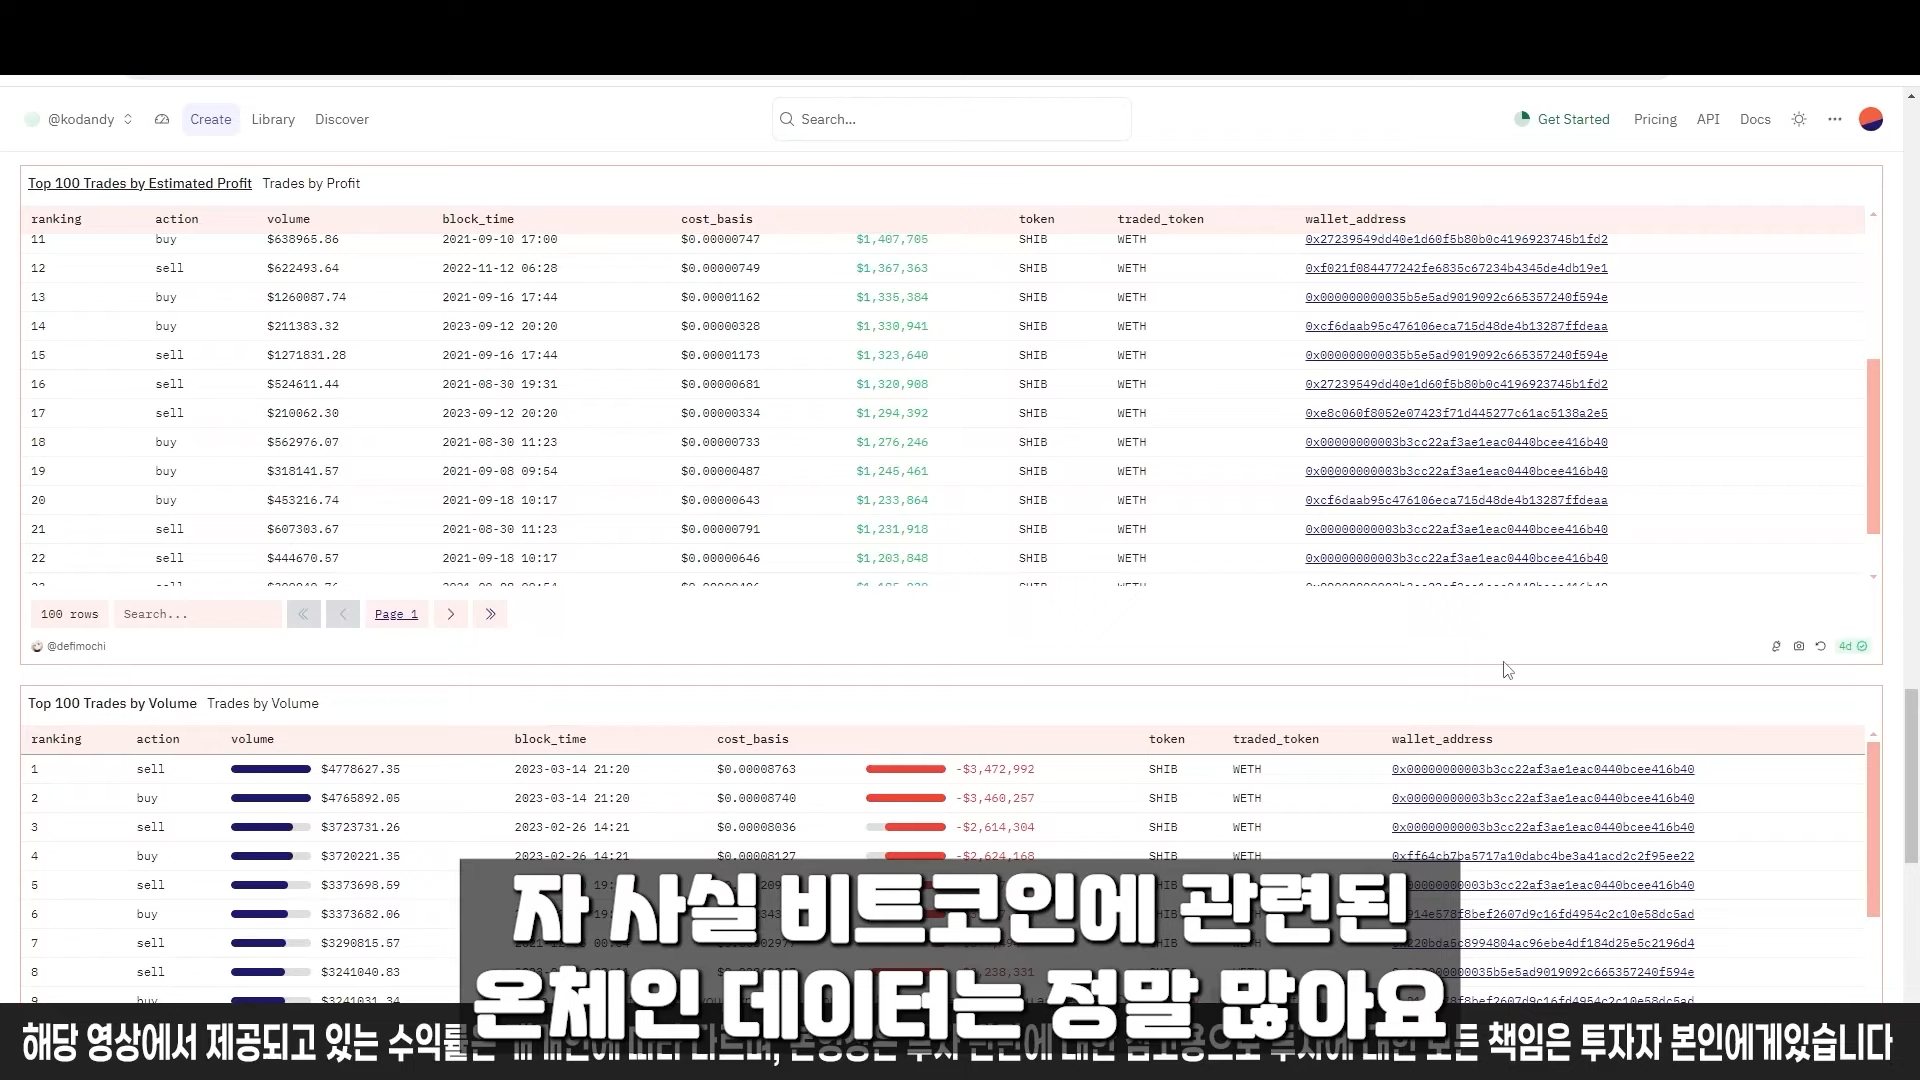 @kodandy Create Library Discover Search... Get Started Pricing API Docs
Top 100 Trades by Estimated Profit Trades by Profit
ranking action volume block_time cost_basis token traded_token wallet_address
11 buy $638965.86 2021-09-10 17:00 $0.00000747 $1,407,705 SHIB WETH 0x27239549dd40e1d60f5b80b0c4196923745b1fd2
12 sell $622493.64 2022-11-12 06:28 $0.00000749 $1,367,363 SHIB WETH 0xf021f084477242fe6835c67234b4345de4db19e1
13 buy $1260087.74 2021-09-16 17:44 $0.00001162 $1,335,384 SHIB WETH 0x000000000035b5e5ad9019092c665357240f594e
14 buy $211383.32 2023-09-12 20:20 $0.00000328 $1,330,941 SHIB WETH 0xcf6daab95c476106eca715d48de4b13287ffdeaa
15 sell $1271831.28 2021-09-16 17:44 $0.00001173 $1,323,640 SHIB WETH 0x000000000035b5e5ad9019092c665357240f594e
16 sell $524611.44 2021-08-30 19:31 $0.00000681 $1,320,908 SHIB WETH 0x27239549dd40e1d60f5b80b0c4196923745b1fd2
17 sell $210062.30 2023-09-12 20:20 $0.00000334 $1,294,392 SHIB WETH 0xe8c060f8052e07423f71d445277c61ac5138a2e5
18 buy $562976.07 2021-08-30 11:23 $0.00000733 $1,276,246 SHIB WETH 0x00000000003b3cc22af3ae1eac0440bcee416b40
19 buy $318141.57 2021-09-08 09:54 $0.00000487 $1,245,461 SHIB WETH 0x00000000003b3cc22af3ae1eac0440bcee416b40
20 buy $453216.74 2021-09-18 10:17 $0.00000643 $1,233,864 SHIB WETH 0xcf6daab95c476106eca715d48de4b13287ffdeaa
21 sell $607303.67 2021-08-30 11:23 $0.00000791 $1,231,918 SHIB WETH 0x00000000003b3cc22af3ae1eac0440bcee416b40
22 sell $444670.57 2021-09-18 10:17 $0.00000646 $1,203,848 SHIB WETH 0x00000000003b3cc22af3ae1eac0440bcee416b40
100 rows Search... Page 1
@defimochi 4d
Top 100 Trades by Volume Trades by Volume
ranking action volume block_time cost_basis token traded_token wallet_address
1 sell $4778627.35 2023-03-14 21:20 $0.00008763 -$3,472,992 SHIB WETH 0x00000000003b3cc22af3ae1eac0440bcee416b40
2 buy $4765892.05 2023-03-14 21:20 $0.00008740 -$3,460,257 SHIB WETH 0x00000000003b3cc22af3ae1eac0440bcee416b40
3 sell $3723731.26 2023-02-26 14:21 $0.00008036 -$2,614,304 SHIB WETH 0x00000000003b3cc22af3ae1eac0440bcee416b40
4 buy $3720221.35 2023-02-26 14:21 $0.00008127 -$2,624,168 SHIB WETH 0xff64cb7ba5717a10dabc4be3a41acd2c2f95ee22
5 sell $3373698.59
6 buy $3373682.06
7 sell $3290815.57
8 sell $3241040.83
9 buy $3241031.34
자 사실 비트코인에 관련된
온체인 데이터는 정말 많아요
해당 영상에서 제공되고 있는 수익률은 책임은 투자자 본인에게있습니다